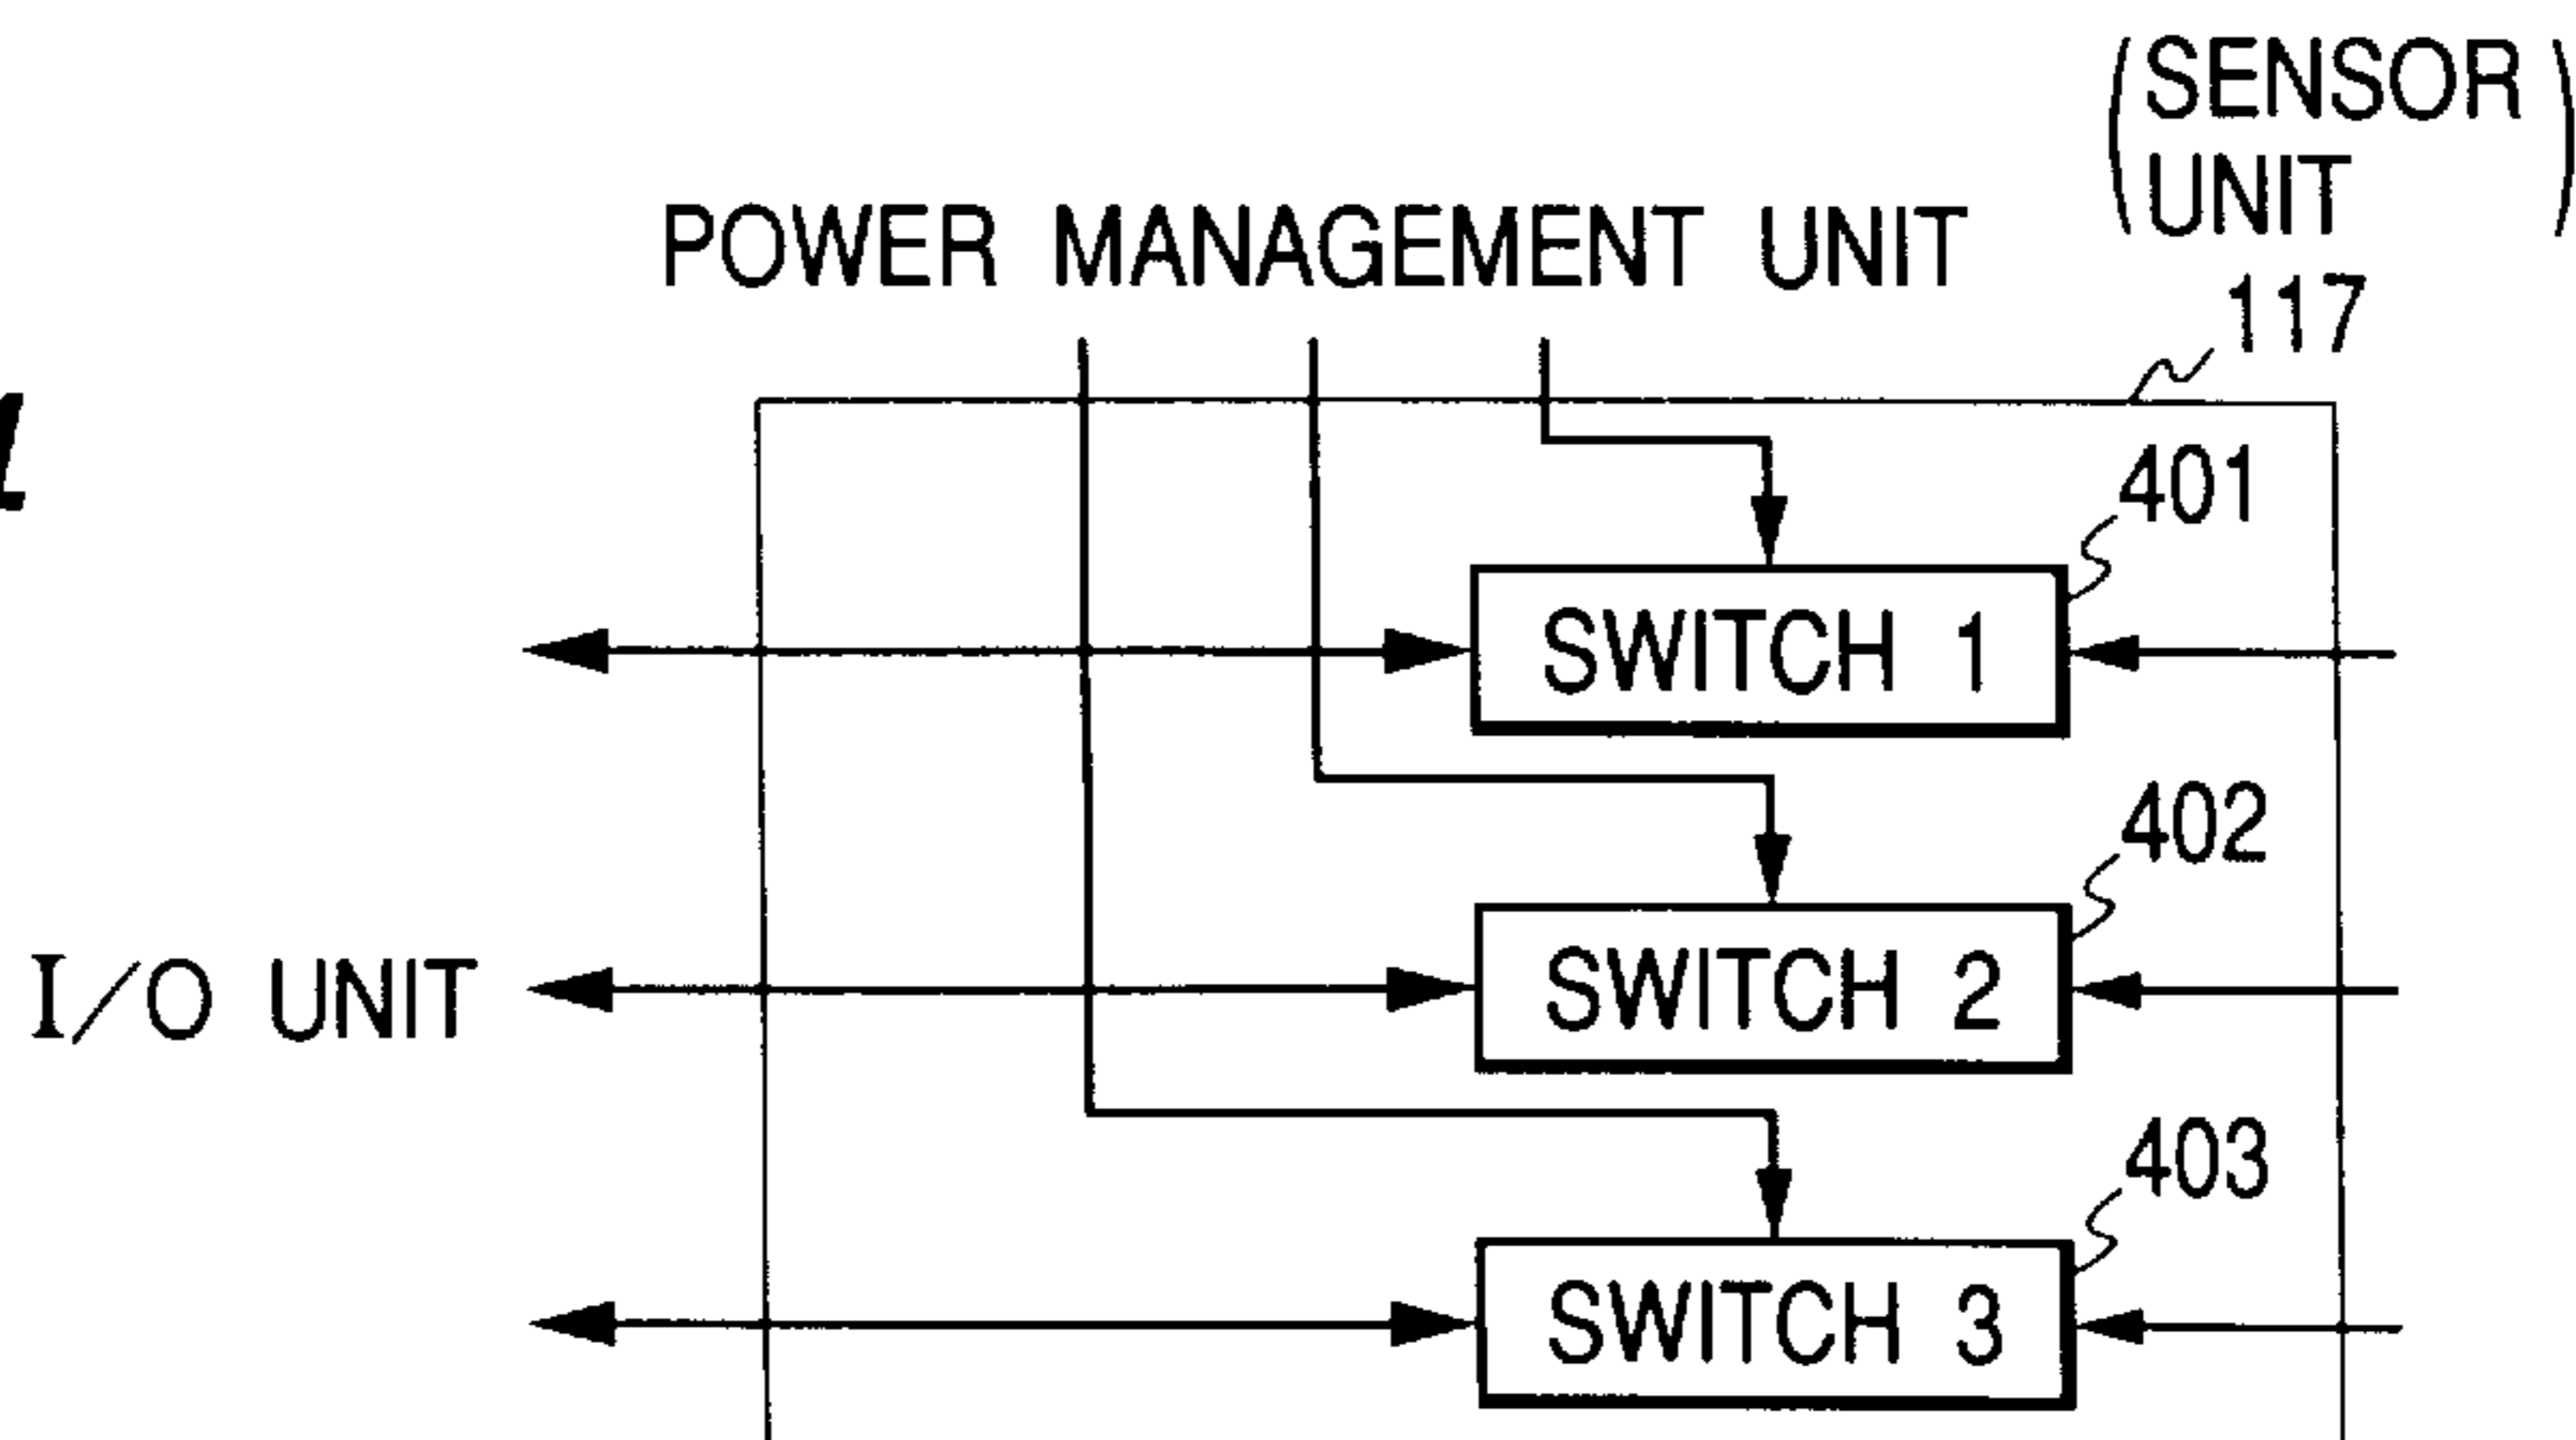 (SENSOR
UNIT)
POWER MANAGEMENT UNIT
117
401
SWITCH 1
402
I/O UNIT
SWITCH 2
403
SWITCH 3